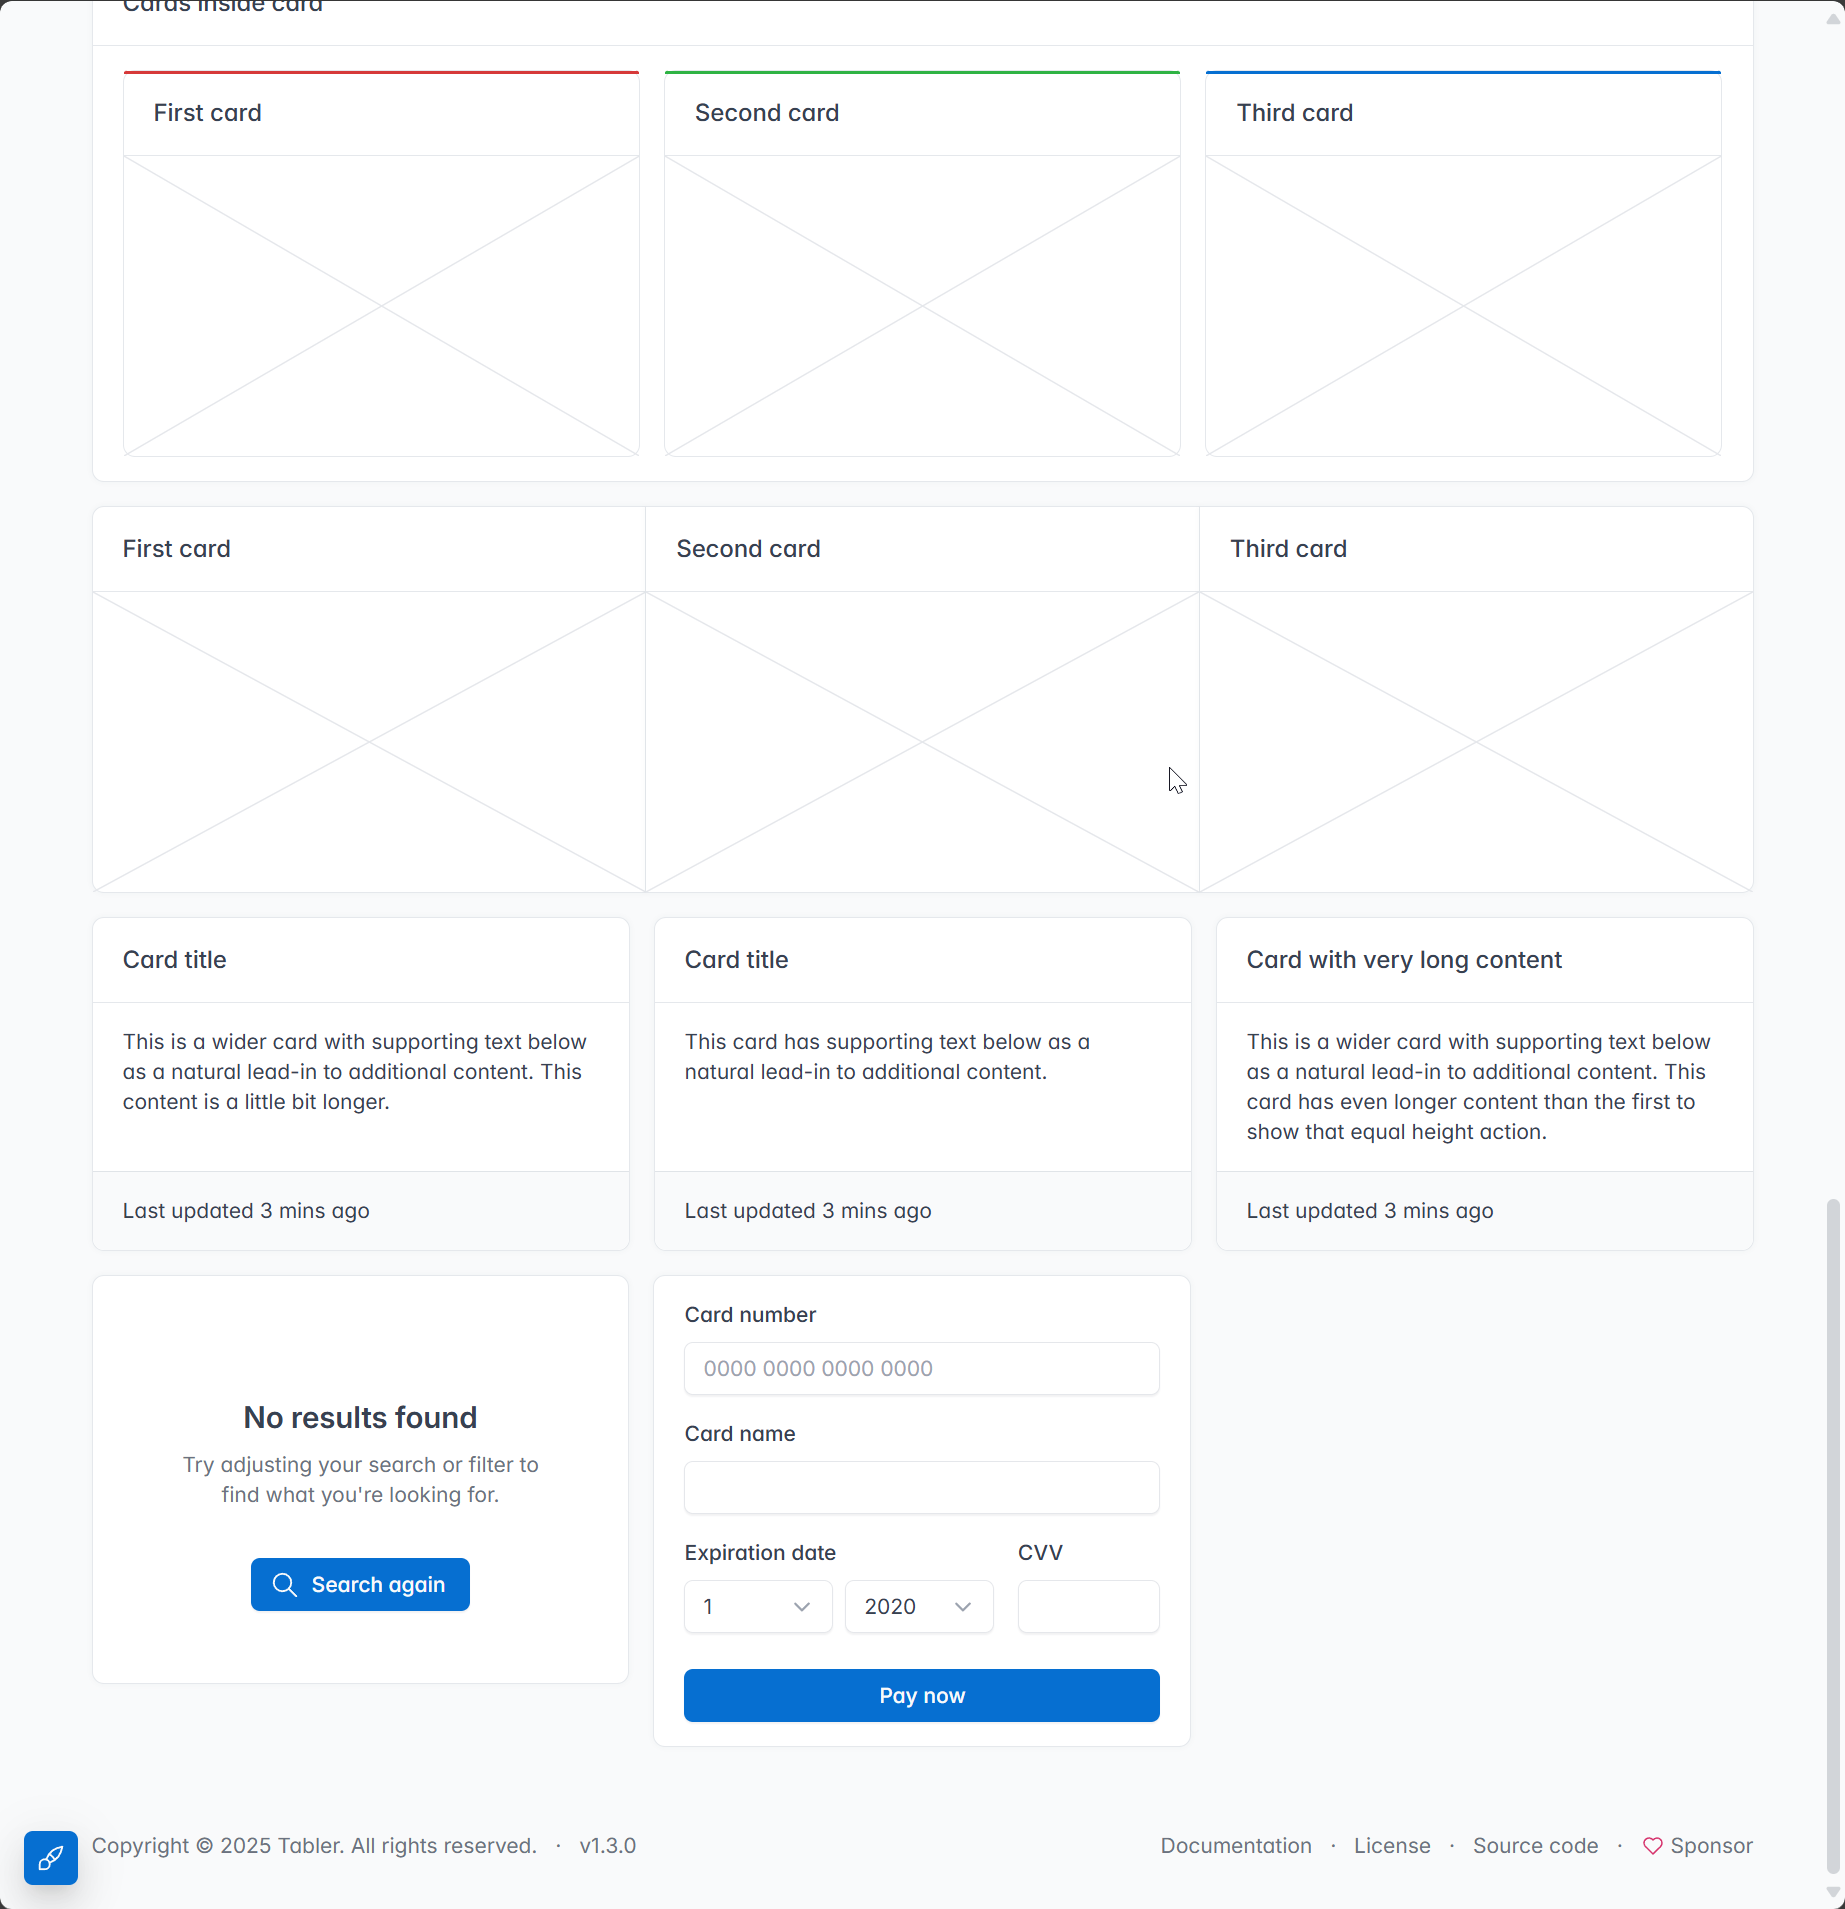 Cards inside card
First card
Second card
Third card
First card
Second card
Third card
Card title
This is a wider card with supporting text below
as a natural lead-in to additional content. This
content is a little bit longer.
Last updated 3 mins ago
Card title
This card has supporting text below as a
natural lead-in to additional content.
Last updated 3 mins ago
Card with very long content
This is a wider card with supporting text below
as a natural lead-in to additional content. This
card has even longer content than the first to
show that equal height action.
Last updated 3 mins ago
No results found
Try adjusting your search or filter to
find what you're looking for.
Search again
Card number
0000 0000 0000 0000
Card name
Expiration date
CVV
1
2020
Pay now
Copyright © 2025 Tabler. All rights reserved. · v1.3.0
Documentation · License · Source code · Sponsor